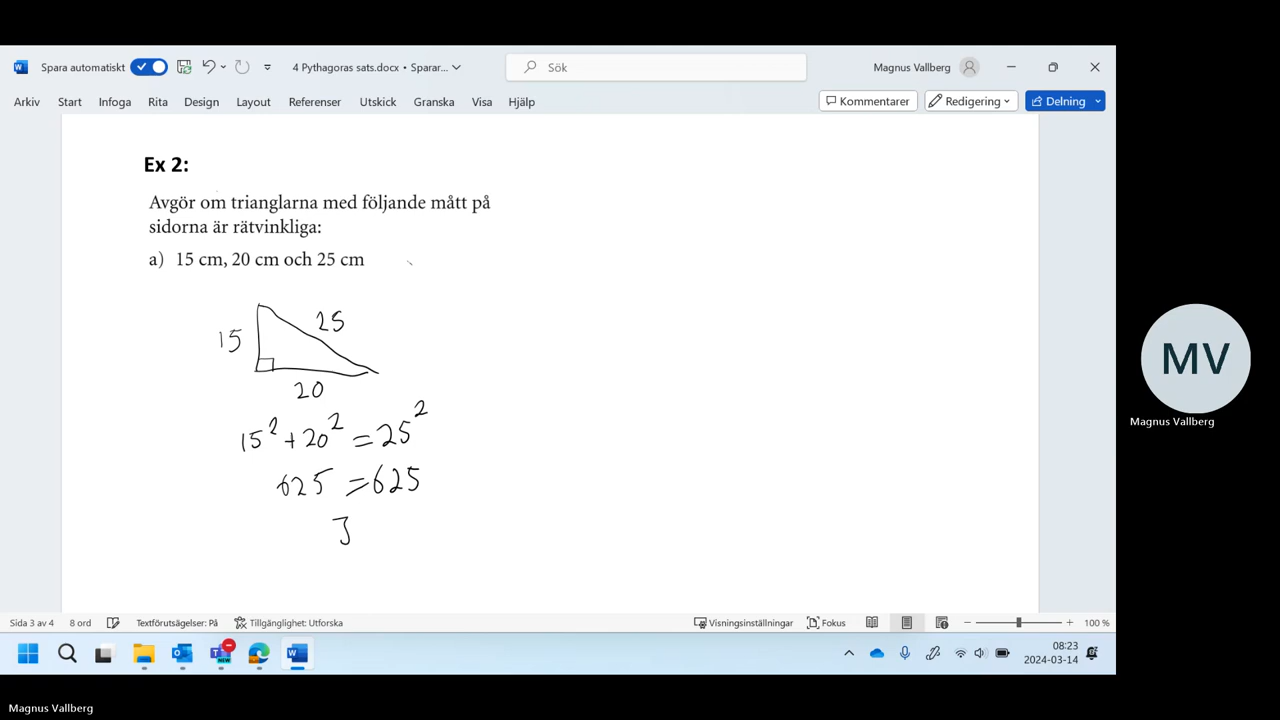 Spara automatiskt 4 Pythagoras sats.docx • Sparar... Sök Magnus Vallberg
Arkiv Start Infoga Rita Design Layout Referenser Utskick Granska Visa Hjälp Kommentarer Redigering Delning
Ex 2:
Avgör om trianglarna med följande mått på
sidorna är rätvinkliga:
a) 15 cm, 20 cm och 25 cm
25
15
20
15² + 20² = 25²
625 = 625
J
MV
Magnus Vallberg
Sida 3 av 4 8 ord Textförutsägelser: På Tillgänglighet: Utforska Visningsinställningar Fokus 100 %
NEW
08:23
2024-03-14
Magnus Vallberg